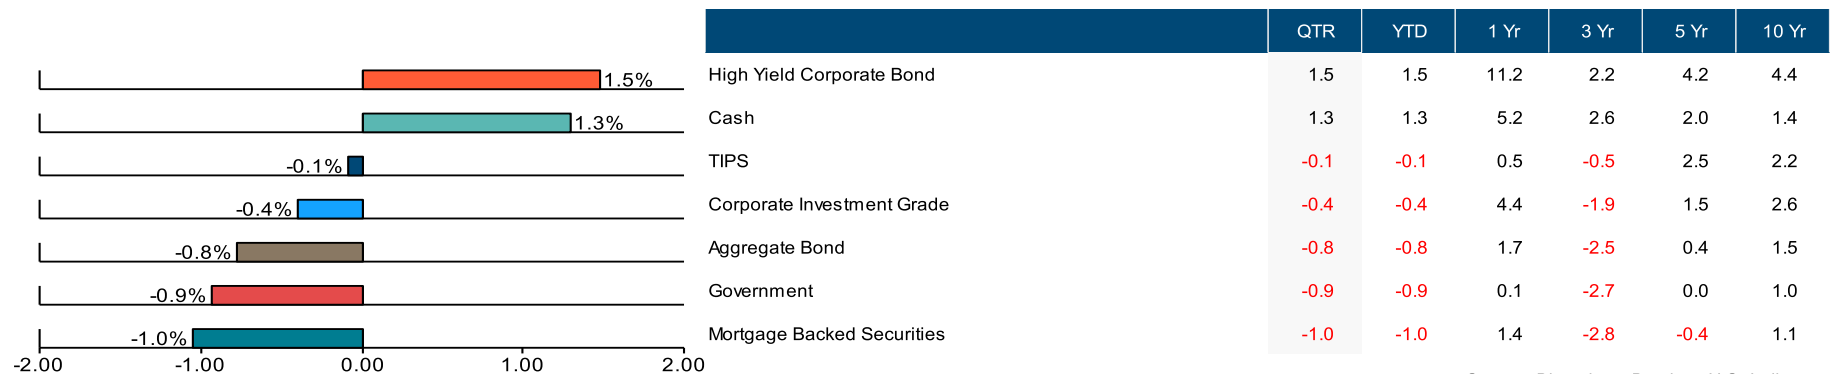 QTR YTD 1 Yr 3 Yr 5 Yr 10 Yr
1.5% High Yield Corporate Bond 1.5 1.5 11.2 2.2 4.2 4.4
1.3% Cash 1.3 1.3 5.2 2.6 2.0 1.4
-0.1% TIPS -0.1 -0.1 0.5 -0.5 2.5 2.2
-0.4% Corporate Investment Grade -0.4 -0.4 4.4 -1.9 1.5 2.6
-0.8% Aggregate Bond -0.8 -0.8 1.7 -2.5 0.4 1.5
-0.9% Government -0.9 -0.9 0.1 -2.7 0.0 1.0
-1.0% Mortgage Backed Securities -1.0 -1.0 1.4 -2.8 -0.4 1.1
-2.00 -1.00 0.00 1.00 2.00